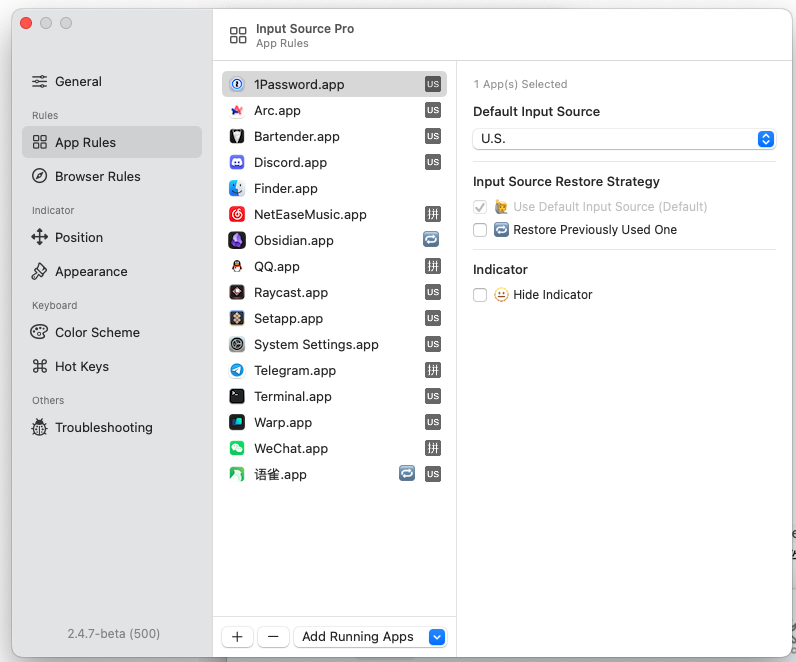 Input Source Pro
App Rules
General
Rules
App Rules
Browser Rules
Indicator
Position
Appearance
Keyboard
Color Scheme
Hot Keys
Others
Troubleshooting
2.4.7-beta (500)
1Password.app US
Arc.app US
Bartender.app US
Discord.app US
Finder.app
NetEaseMusic.app 拼
Obsidian.app
QQ.app 拼
Raycast.app US
Setapp.app US
System Settings.app US
Telegram.app 拼
Terminal.app US
Warp.app US
WeChat.app 拼
语雀.app US
Add Running Apps
1 App(s) Selected
Default Input Source
U.S.
Input Source Restore Strategy
Use Default Input Source (Default)
Restore Previously Used One
Indicator
Hide Indicator